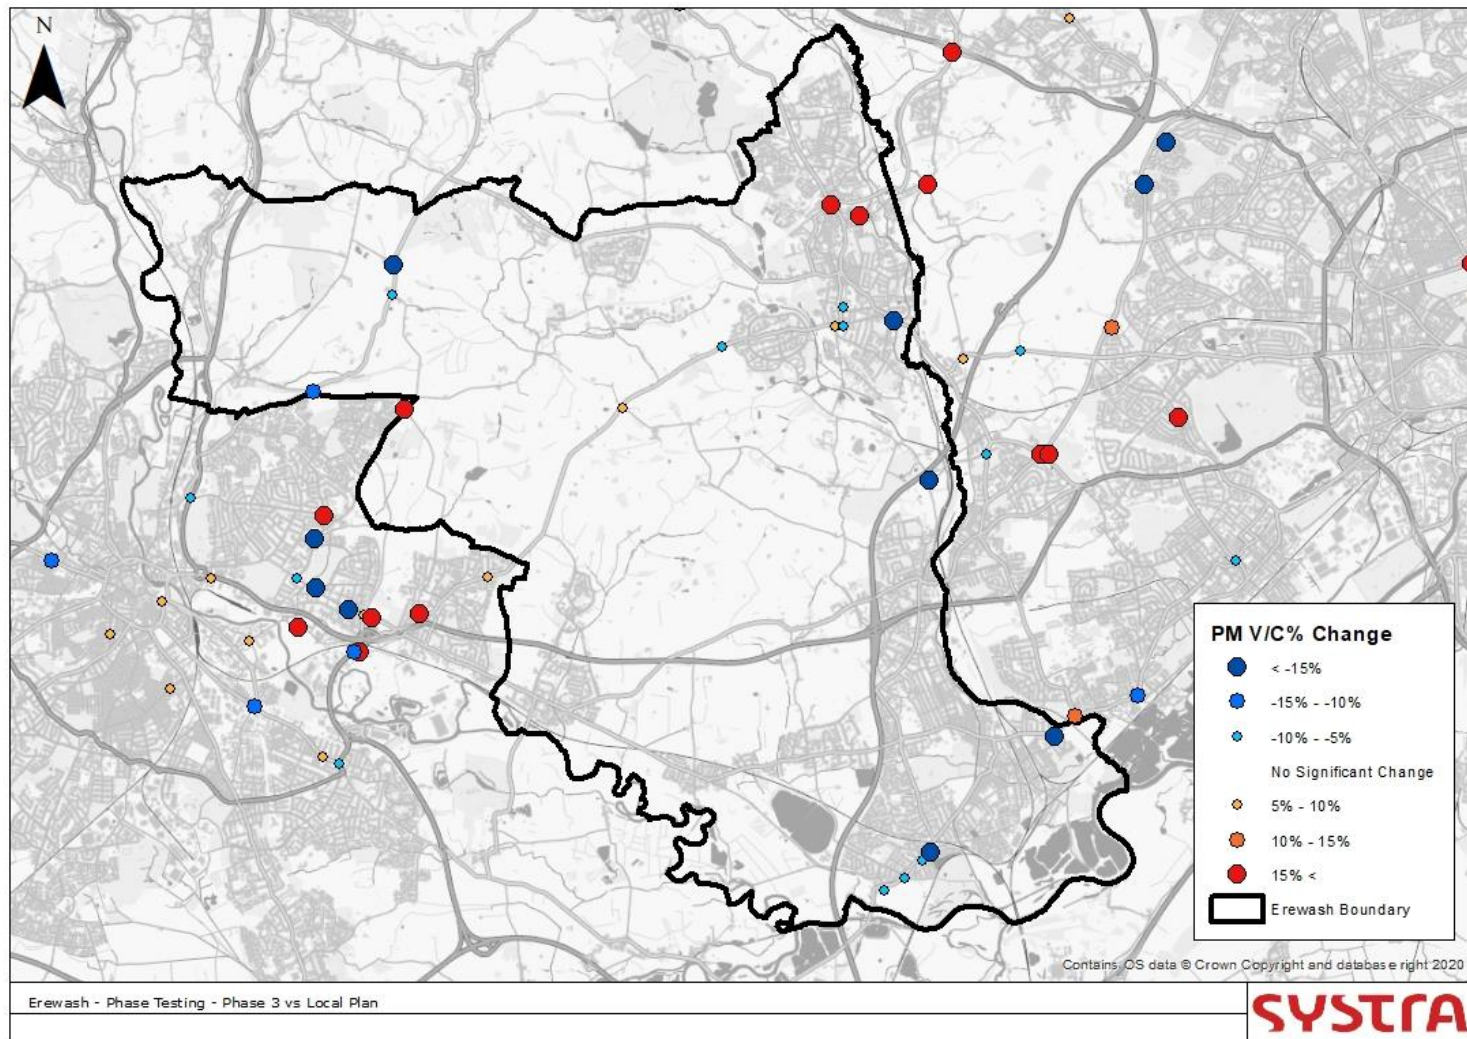 N
PM V/C% Change
< -15%
-15% - -10%
-10% - -5%
No Significant Change
5% - 10%
10% - 15%
15% <
Erewash Boundary
Contains OS data © Crown Copyright and database right 2020
Erewash - Phase Testing - Phase 3 vs Local Plan
SYSTRA